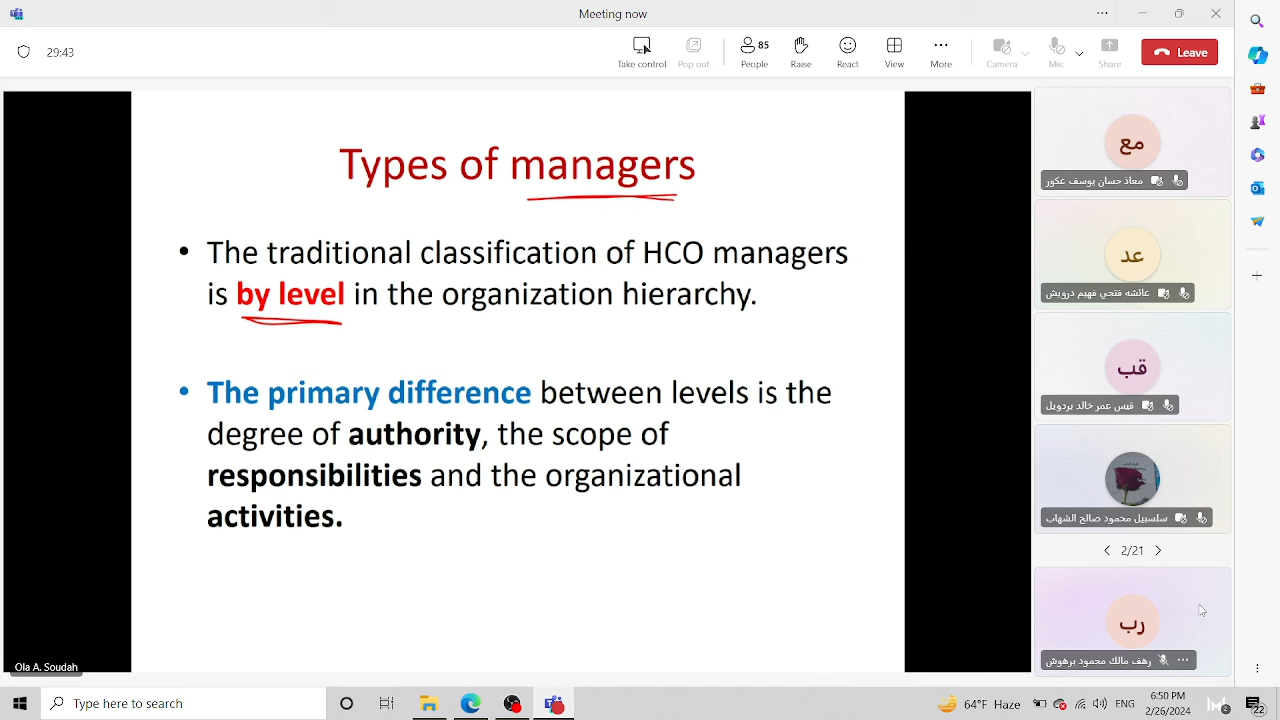 Meeting now
29:43
Take control
Pop out
85
People
Raise
React
View
More
Camera
Mic
Share
Leave
Types of managers
• The traditional classification of HCO managers
is by level in the organization hierarchy.
• The primary difference between levels is the
degree of authority, the scope of
responsibilities and the organizational
activities.
Ola A. Soudah
مع
معاذ حسان يوسف عكور
عد
عائشه فتحي فهيم درويش
قب
قيس عمر خالد بردويل
سلسبيل محمود صالح الشهاب
2/21
رب
رهف مالك محمود برهوش
Type here to search
64°F Haze
ENG
6:50 PM
2/26/2024
22